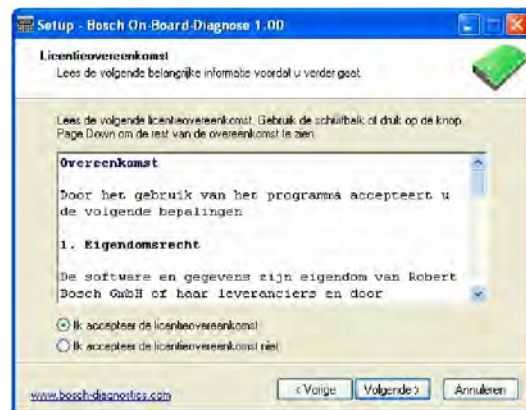 Setup - Bosch On-Board-Diagnose 1.00
Licentieovereenkomst
Lees de volgende belangrijke informatie voordat u verder gaat.
Lees de volgende licentieovereenkomst. Gebruik de schuifbalk of druk op de knop
Page Down om de rest van de overeenkomst te zien.
Overeenkomst
Door het gebruik van het programma accepteert u
de volgende bepalingen
1. Eigendomsrecht
De software en gegevens zijn eigendom van Robert
Bosch GmbH of haar leveranciers en door
Ik accepteer de licentieovereenkomst
Ik accepteer de licentieovereenkomst niet
www.bosch-diagnostics.com
< Vorige
Volgende >
Annuleren